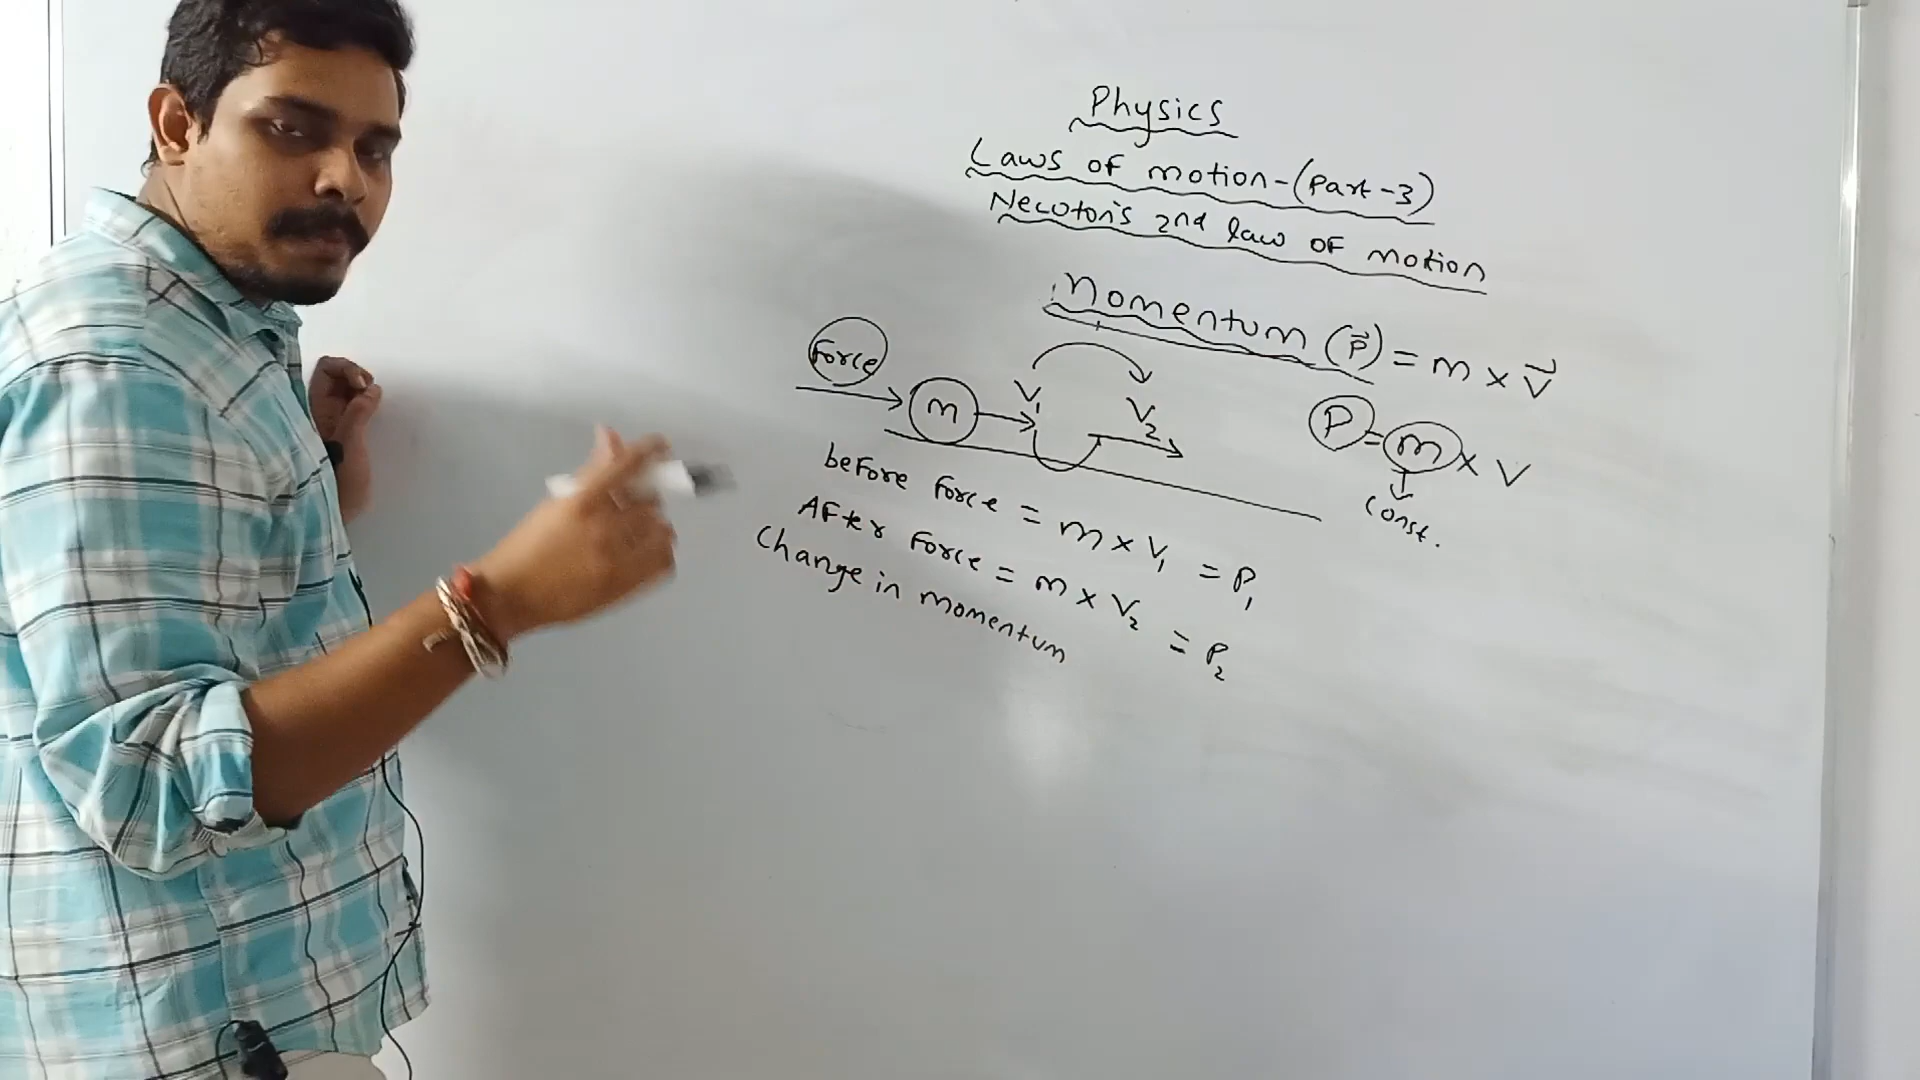 Physics
Laws of motion - (Part-3)
Newton's 2nd law of motion
Momentum (P⃗) = m × V⃗
Force
m
V₁
V₂
P = m × V
const.
before Force = m × V₁ = P₁
After Force = m × V₂ = P₂
Change in momentum